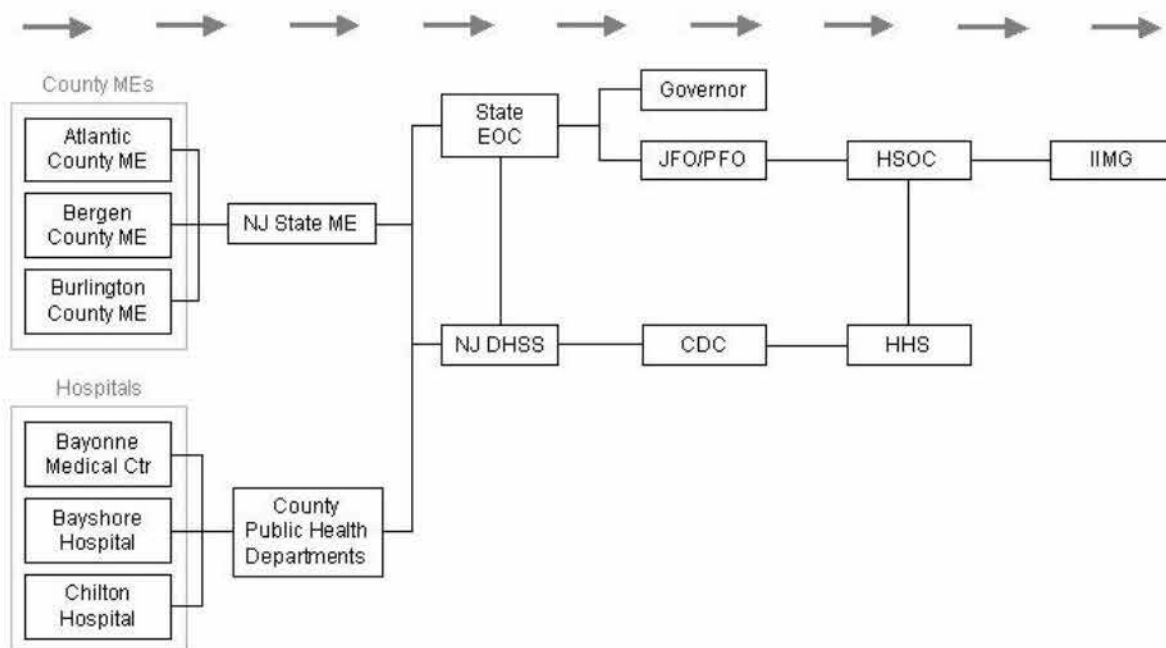 County MEs
Atlantic
County ME
Bergen
County ME
Burlington
County ME
NJ State ME
State
EOC
Governor
JFO/PFO
HSOC
IIMG
NJ DHSS
CDC
HHS
Hospitals
Bayonne
Medical Ctr
Bayshore
Hospital
Chilton
Hospital
County
Public Health
Departments